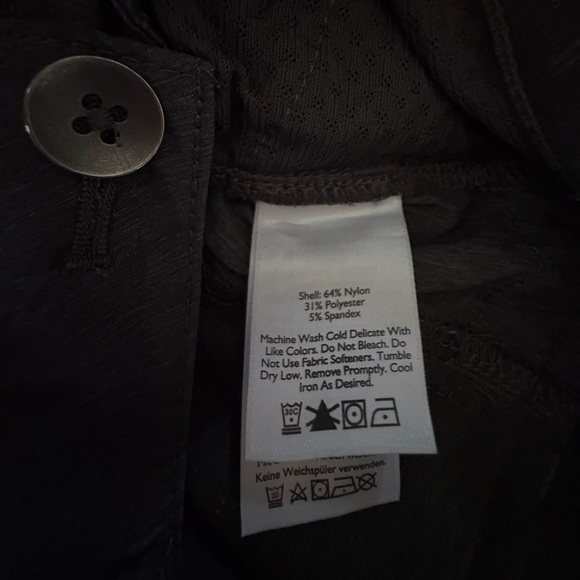 Shell: 64% Nylon
31% Polyester
5% Spandex
Machine Wash Cold Delicate With
Like Colors. Do Not Bleach. Do
Not Use Fabric Softeners. Tumble
Dry Low. Remove Promptly. Cool
Iron As Desired.
30C
Keine Weichspüler verwenden.
30